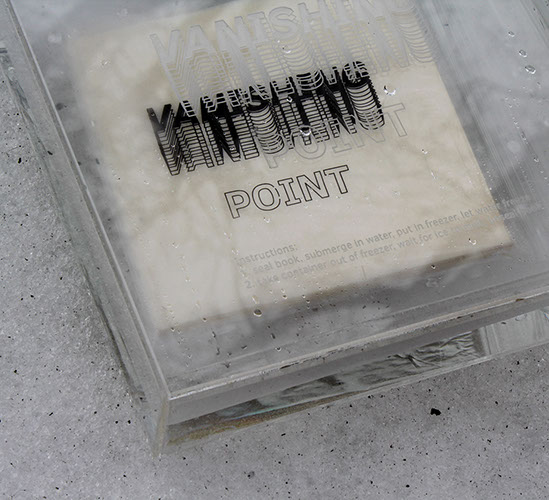 VANISHING
VANISHING
POINT
POINT
instructions:
1. seal book, submerge in water, put in freezer, let
2. take container out of freezer, wait for ice